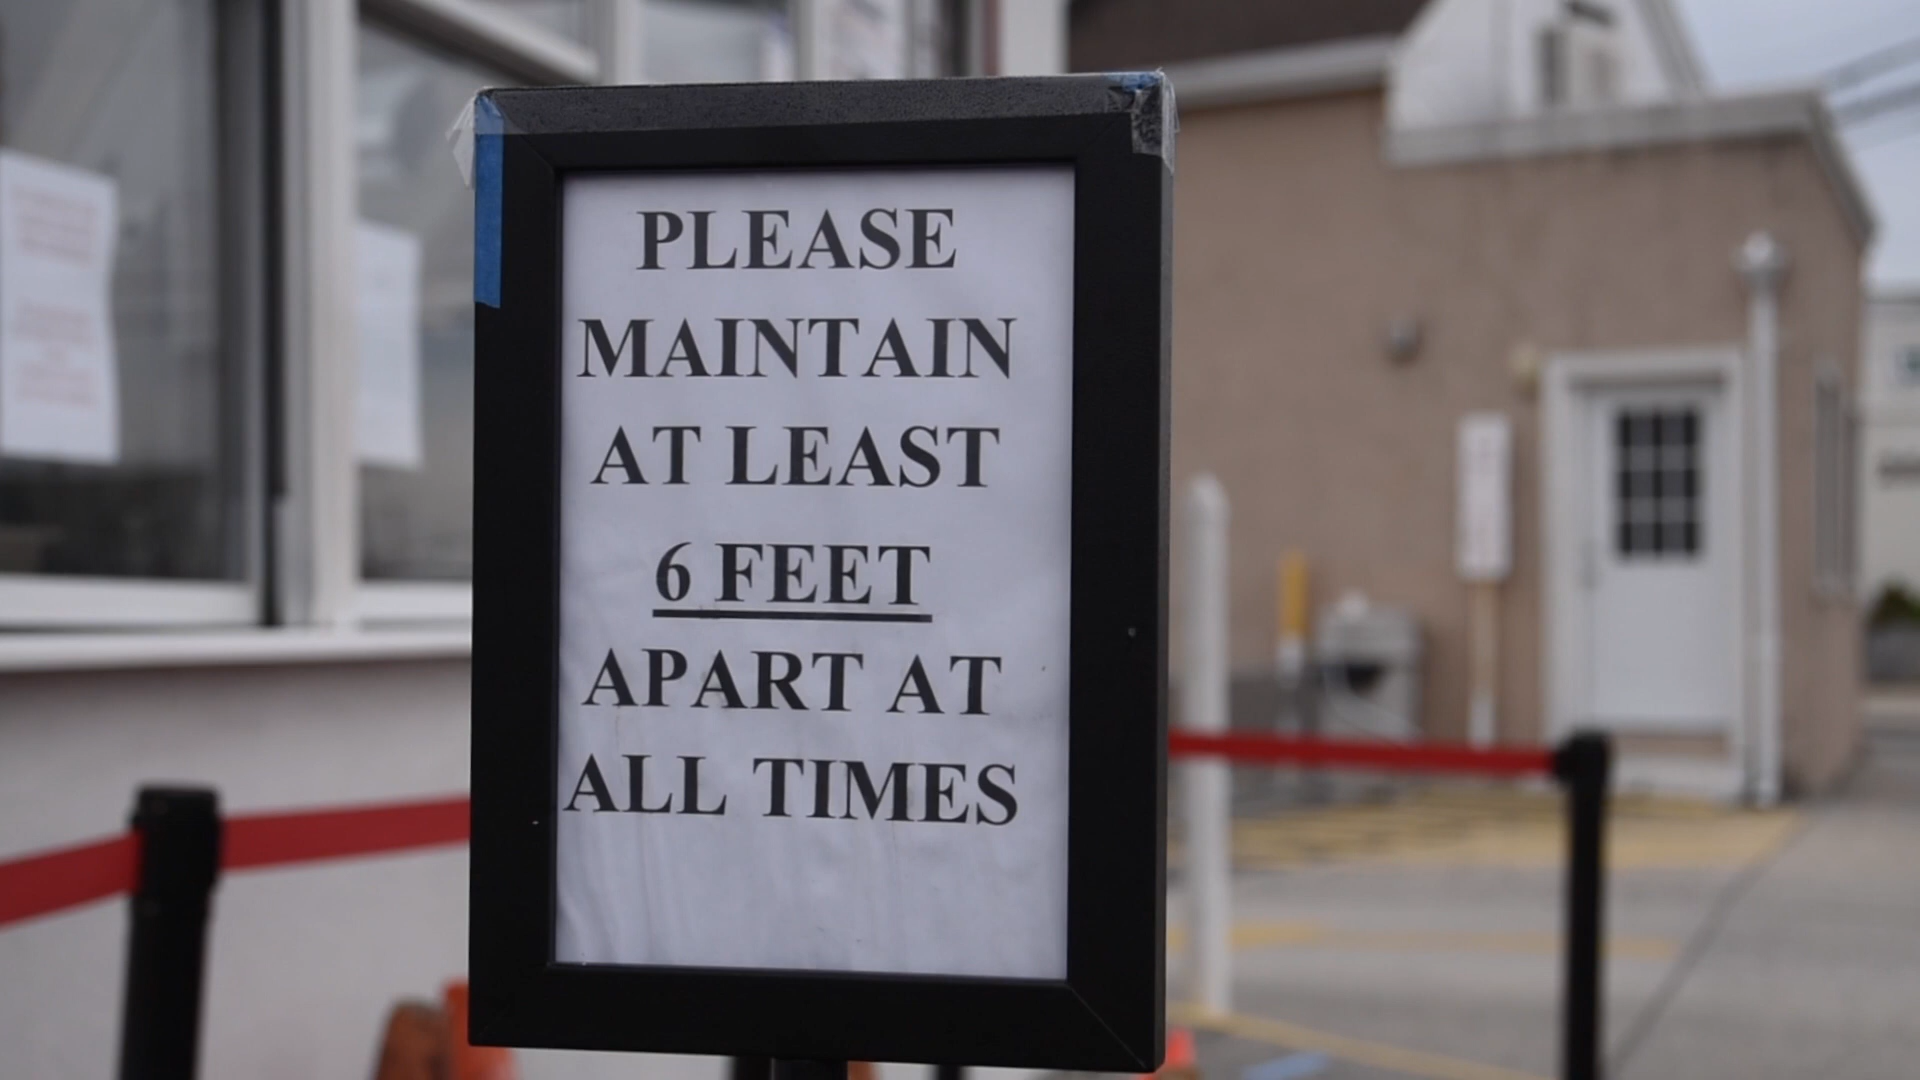 PLEASE
MAINTAIN
AT LEAST
6 FEET
APART AT
ALL TIMES